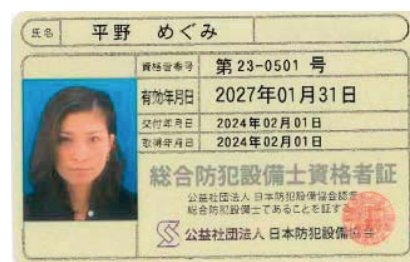 氏名 平野 めぐみ
資格者番号 第 23-0501 号
有効年月日 2027年01月31日
交付年月日 2024年02月01日
取得年月日 2024年02月01日
総合防犯設備士資格者証
公益社団法人 日本防犯設備協会認定
総合防犯設備士であることを証す
公益社団法人 日本防犯設備協会